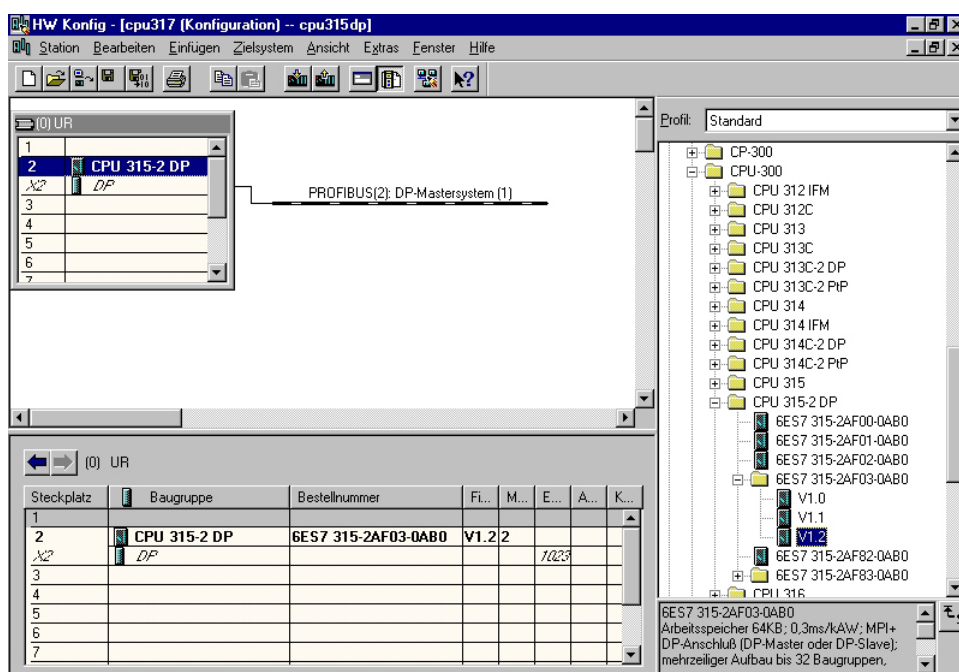 HW Konfig - [cpu317 (Konfiguration) -- cpu315dp]
Station Bearbeiten Einfügen Zielsystem Ansicht Extras Fenster Hilfe
(0) UR
1
2 CPU 315-2 DP
X2 DP
3
4
5
6
7
PROFIBUS(2): DP-Mastersystem (1)
Profil: Standard
CP-300
CPU-300
CPU 312 IFM
CPU 312C
CPU 313
CPU 313C
CPU 313C-2 DP
CPU 313C-2 PtP
CPU 314
CPU 314 IFM
CPU 314C-2 DP
CPU 314C-2 PtP
CPU 315
CPU 315-2 DP
6ES7 315-2AF00-0AB0
6ES7 315-2AF01-0AB0
6ES7 315-2AF02-0AB0
6ES7 315-2AF03-0AB0
V1.0
V1.1
V1.2
6ES7 315-2AF82-0AB0
6ES7 315-2AF83-0AB0
CPU 316
(0) UR
Steckplatz Baugruppe Bestellnummer Fi... M... E... A... K...
1
2 CPU 315-2 DP 6ES7 315-2AF03-0AB0 V1.2 2
X2 DP 1023
3
4
5
6
7
6ES7 315-2AF03-0AB0
Arbeitsspeicher 64KB; 0,3ms/kAW; MPI+
DP-Anschluß (DP-Master oder DP-Slave);
mehrzeiliger Aufbau bis 32 Baugruppen,